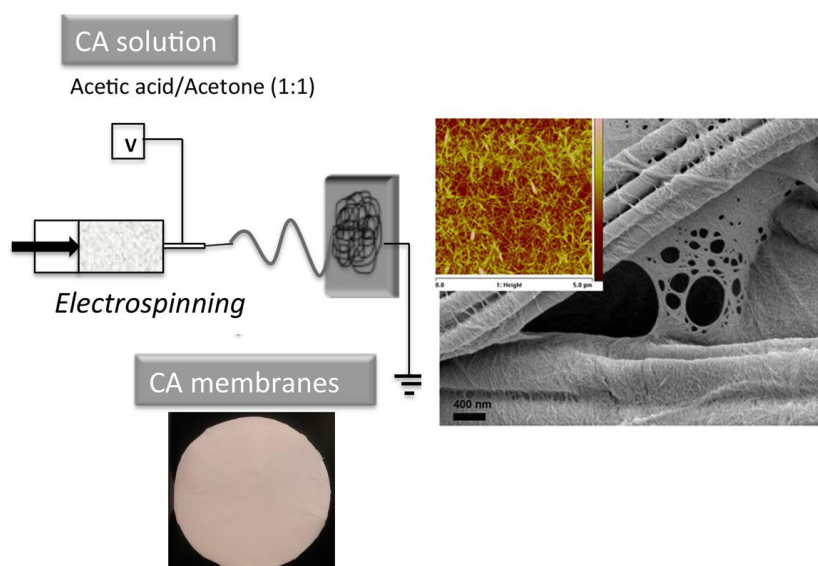 CA solution
Acetic acid/Acetone (1:1)
V
Electrospinning
CA membranes
0.0 1: Height 5.0 µm
400 nm